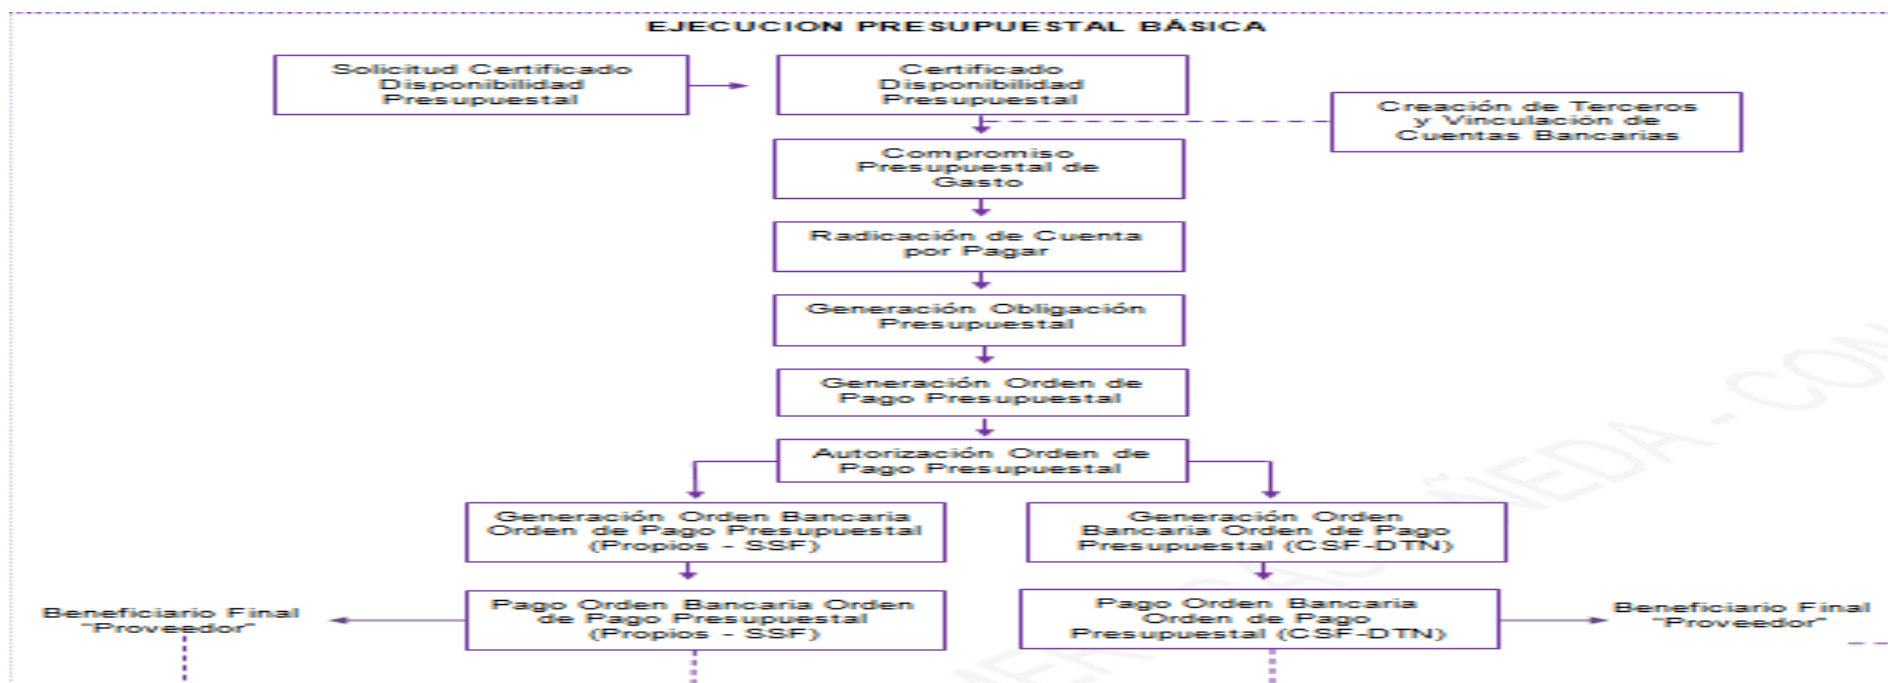 EJECUCION PRESUPUESTAL BÁSICA
Solicitud Certificado
Disponibilidad
Presupuestal
Certificado
Disponibilidad
Presupuestal
Creación de Terceros
y Vinculación de
Cuentas Bancarias
Compromiso
Presupuestal de
Gasto
Radicación de Cuenta
por Pagar
Generación Obligación
Presupuestal
Generación Orden de
Pago Presupuestal
Autorización Orden de
Pago Presupuestal
Generación Orden Bancaria
Orden de Pago Presupuestal
(Propios - SSF)
Generación Orden
Bancaria Orden de Pago
Presupuestal (CSF-DTN)
Beneficiario Final
"Proveedor"
Pago Orden Bancaria Orden
de Pago Presupuestal
(Propios - SSF)
Pago Orden Bancaria
Orden de Pago
Presupuestal (CSF-DTN)
Beneficiario Final
"Proveedor"